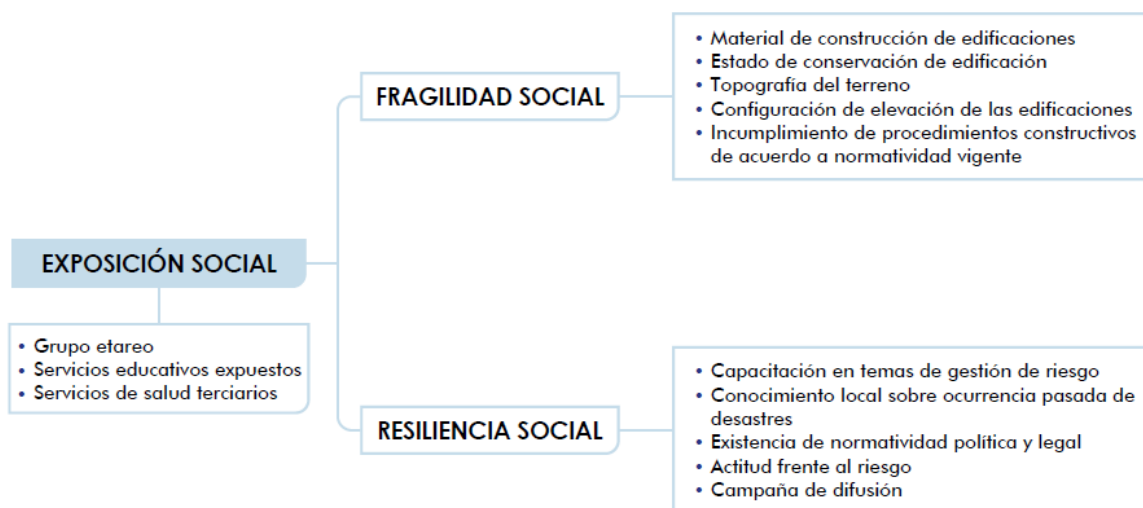 EXPOSICIÓN SOCIAL
• Grupo etareo
• Servicios educativos expuestos
• Servicios de salud terciarios
FRAGILIDAD SOCIAL
• Material de construcción de edificaciones
• Estado de conservación de edificación
• Topografía del terreno
• Configuración de elevación de las edificaciones
• Incumplimiento de procedimientos constructivos
de acuerdo a normatividad vigente
RESILIENCIA SOCIAL
• Capacitación en temas de gestión de riesgo
• Conocimiento local sobre ocurrencia pasada de
desastres
• Existencia de normatividad política y legal
• Actitud frente al riesgo
• Campaña de difusión